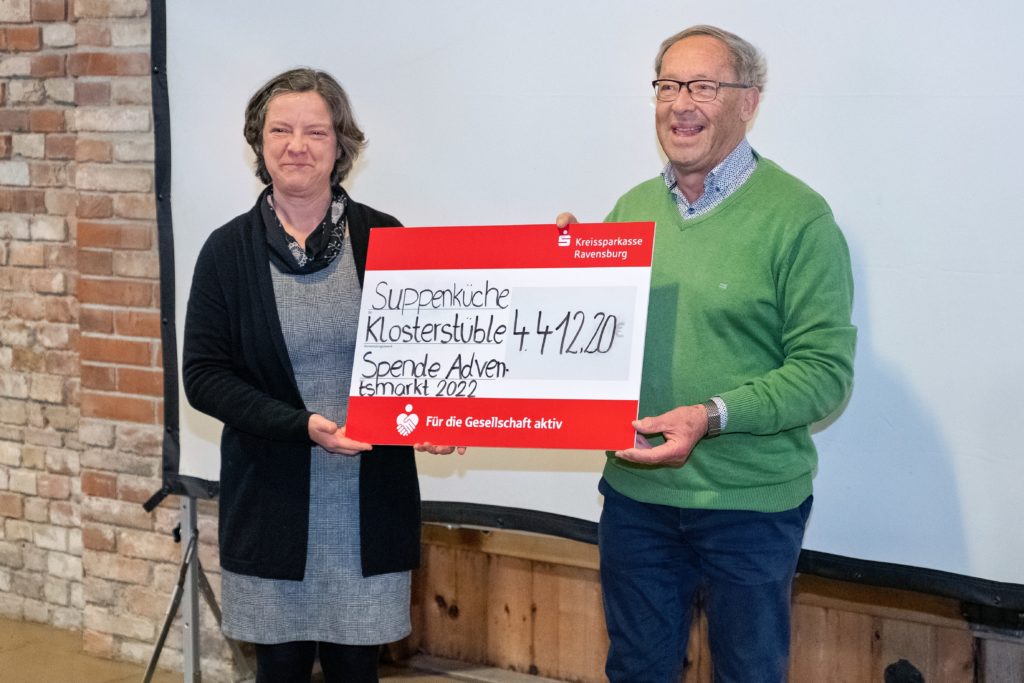 Kreissparkasse
Ravensburg
Suppenküche
Klosterstüble 4.412,20 €
Spende Adven-
tsmarkt 2022
Für die Gesellschaft aktiv